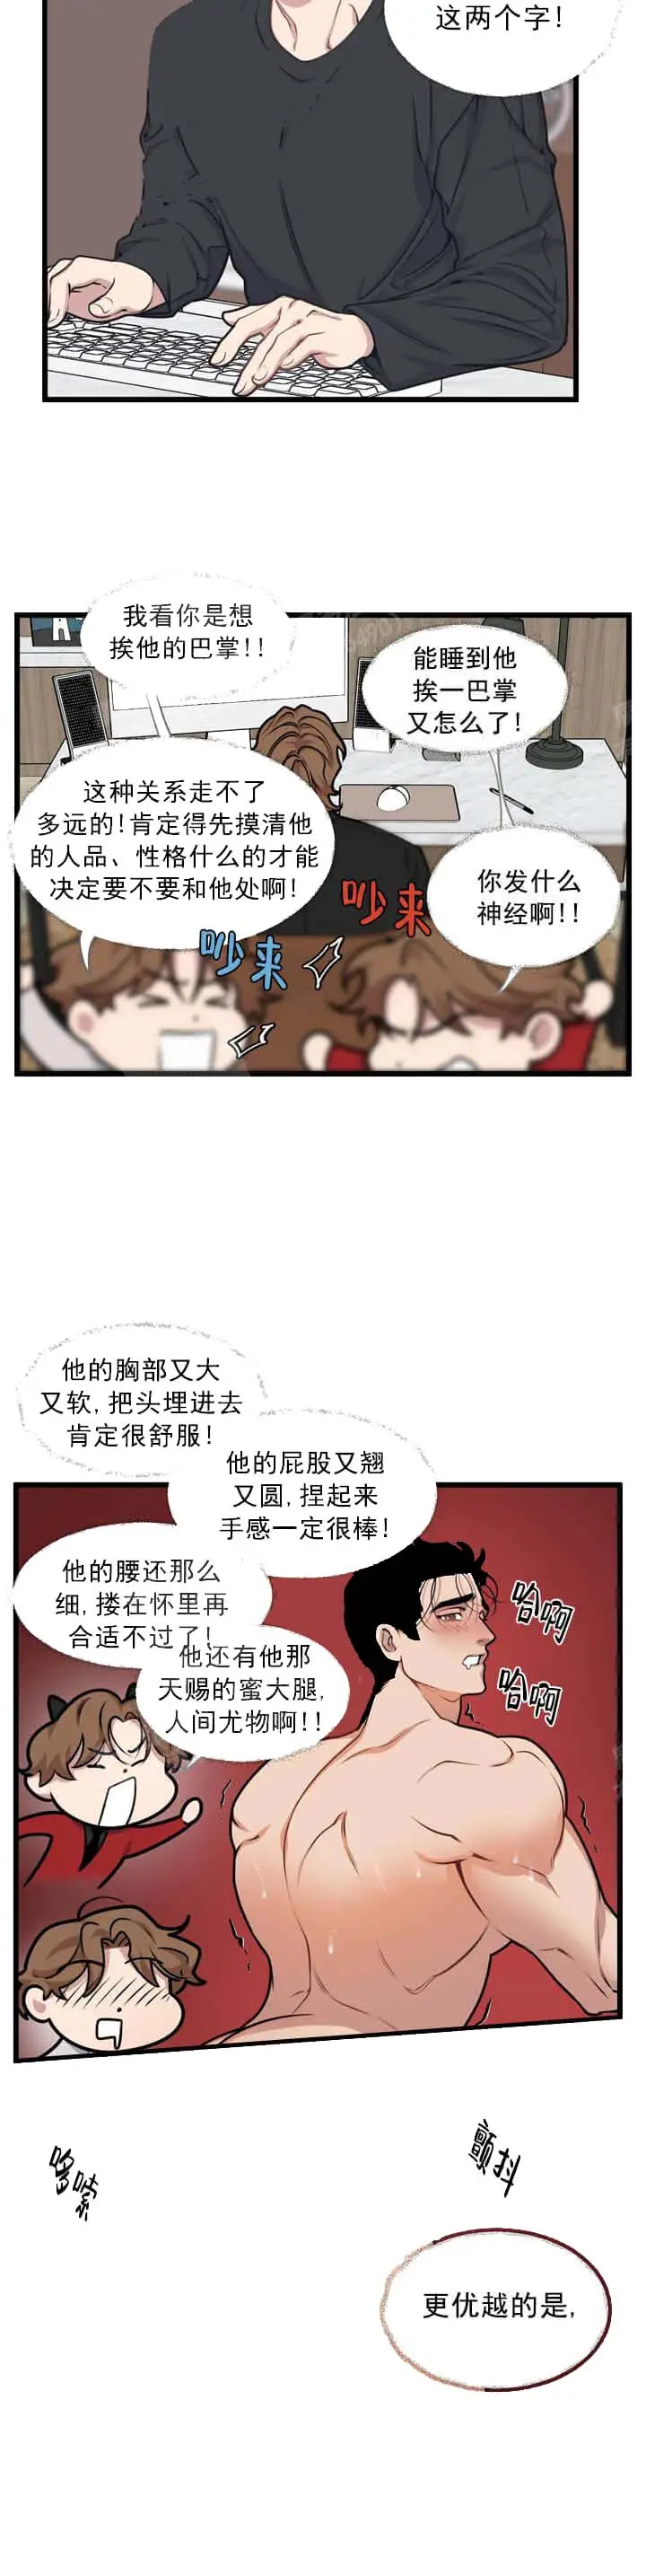 这两个字!
我看你是想
挨他的巴掌!!
能睡到他
挨一巴掌
又怎么了!
这种关系走不了
多远的!肯定得先摸清他
的人品、性格什么的才能
决定要不要和他处啊!
你发什么
神经啊!!
吵来
吵来
他的胸部又大
又软,把头埋进去
肯定很舒服!
他的屁股又翘
又圆,捏起来
手感一定很棒!
他的腰还那么
细,搂在怀里再
合适不过了!
他还有他那
天赐的蜜大腿,
人间尤物啊!!
哈啊
哈啊
哆嗦
颤抖
更优越的是,